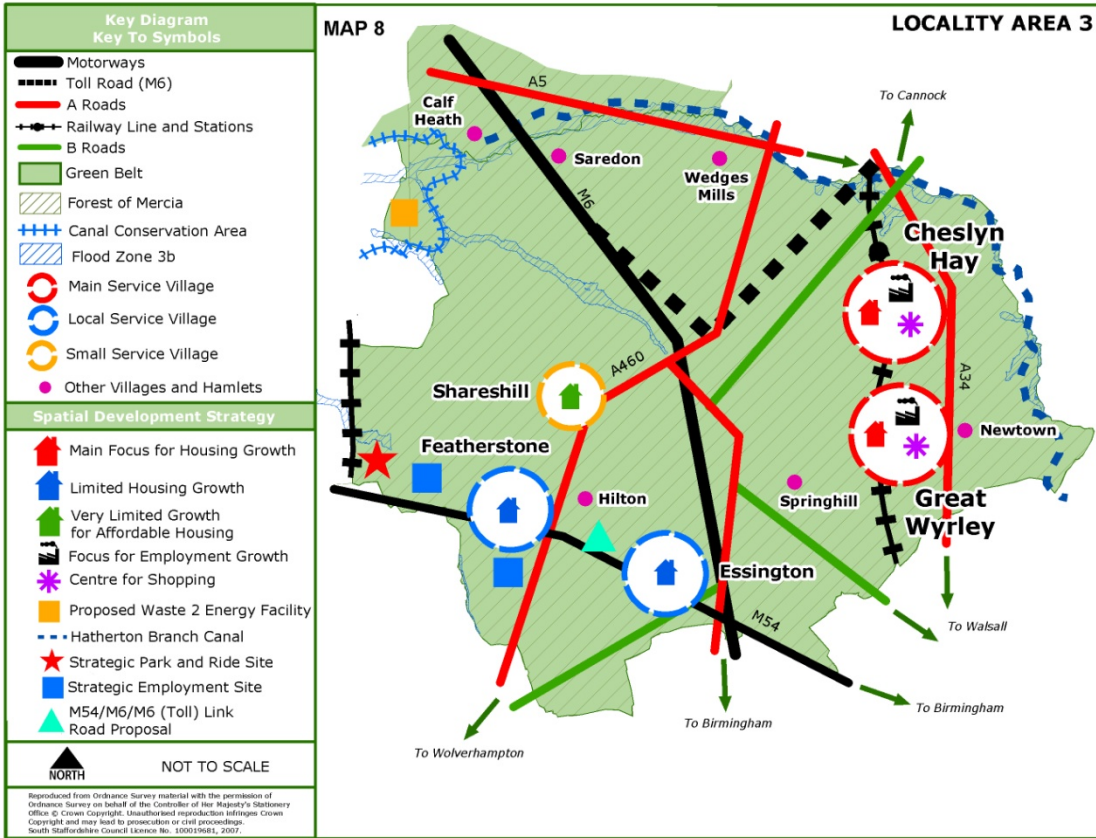 Key Diagram
Key To Symbols
Motorways
Toll Road (M6)
A Roads
Railway Line and Stations
B Roads
Green Belt
Forest of Mercia
Canal Conservation Area
Flood Zone 3b
Main Service Village
Local Service Village
Small Service Village
Other Villages and Hamlets
Spatial Development Strategy
Main Focus for Housing Growth
Limited Housing Growth
Very Limited Growth
for Affordable Housing
Focus for Employment Growth
Centre for Shopping
Proposed Waste 2 Energy Facility
Hatherton Branch Canal
Strategic Park and Ride Site
Strategic Employment Site
M54/M6/M6 (Toll) Link
Road Proposal
NORTH
NOT TO SCALE
Reproduced from Ordnance Survey material with the permission of
Ordnance Survey on behalf of the Controller of Her Majesty's Stationery
Office © Crown Copyright. Unauthorised reproduction infringes Crown
Copyright and may lead to prosecution or civil proceedings.
South Staffordshire Council Licence No. 100019681, 2007.
MAP 8
LOCALITY AREA 3
A5
To Cannock
Calf
Heath
Saredon
Wedges
Mills
M6
Cheslyn
Hay
A460
Shareshill
A34
Featherstone
Newtown
Hilton
Springhill
Great
Wyrley
Essington
M54
To Walsall
To Birmingham
To Birmingham
To Wolverhampton